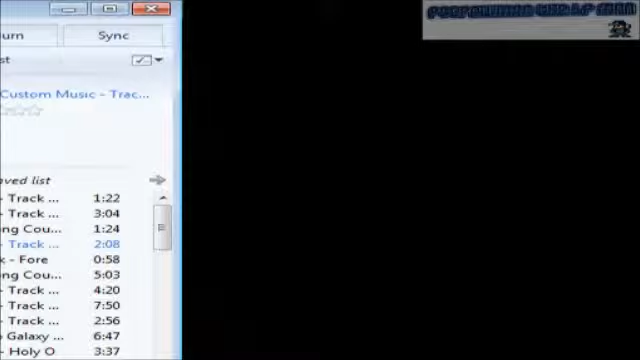 urn Sync
st
Custom Music - Trac...
aved list
- Track ... 1:22
- Track ... 3:04
ng Cou... 1:24
- Track ... 2:08
k - Fore 0:58
ng Cou... 5:03
- Track ... 4:20
- Track ... 7:50
- Track ... 2:56
o Galaxy ... 6:47
- Holy O 3:37